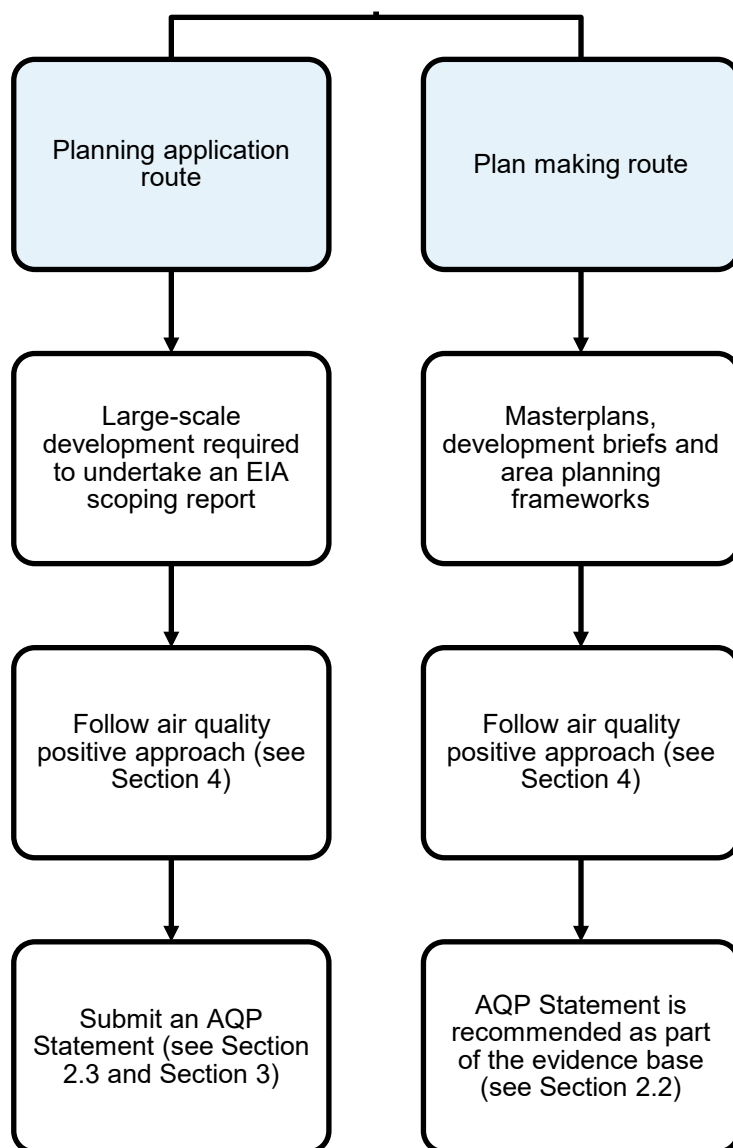 Planning application
route
Plan making route
Large-scale
development required
to undertake an EIA
scoping report
Masterplans,
development briefs and
area planning
frameworks
Follow air quality
positive approach (see
Section 4)
Follow air quality
positive approach (see
Section 4)
Submit an AQP
Statement (see Section
2.3 and Section 3)
AQP Statement is
recommended as part
of the evidence base
(see Section 2.2)